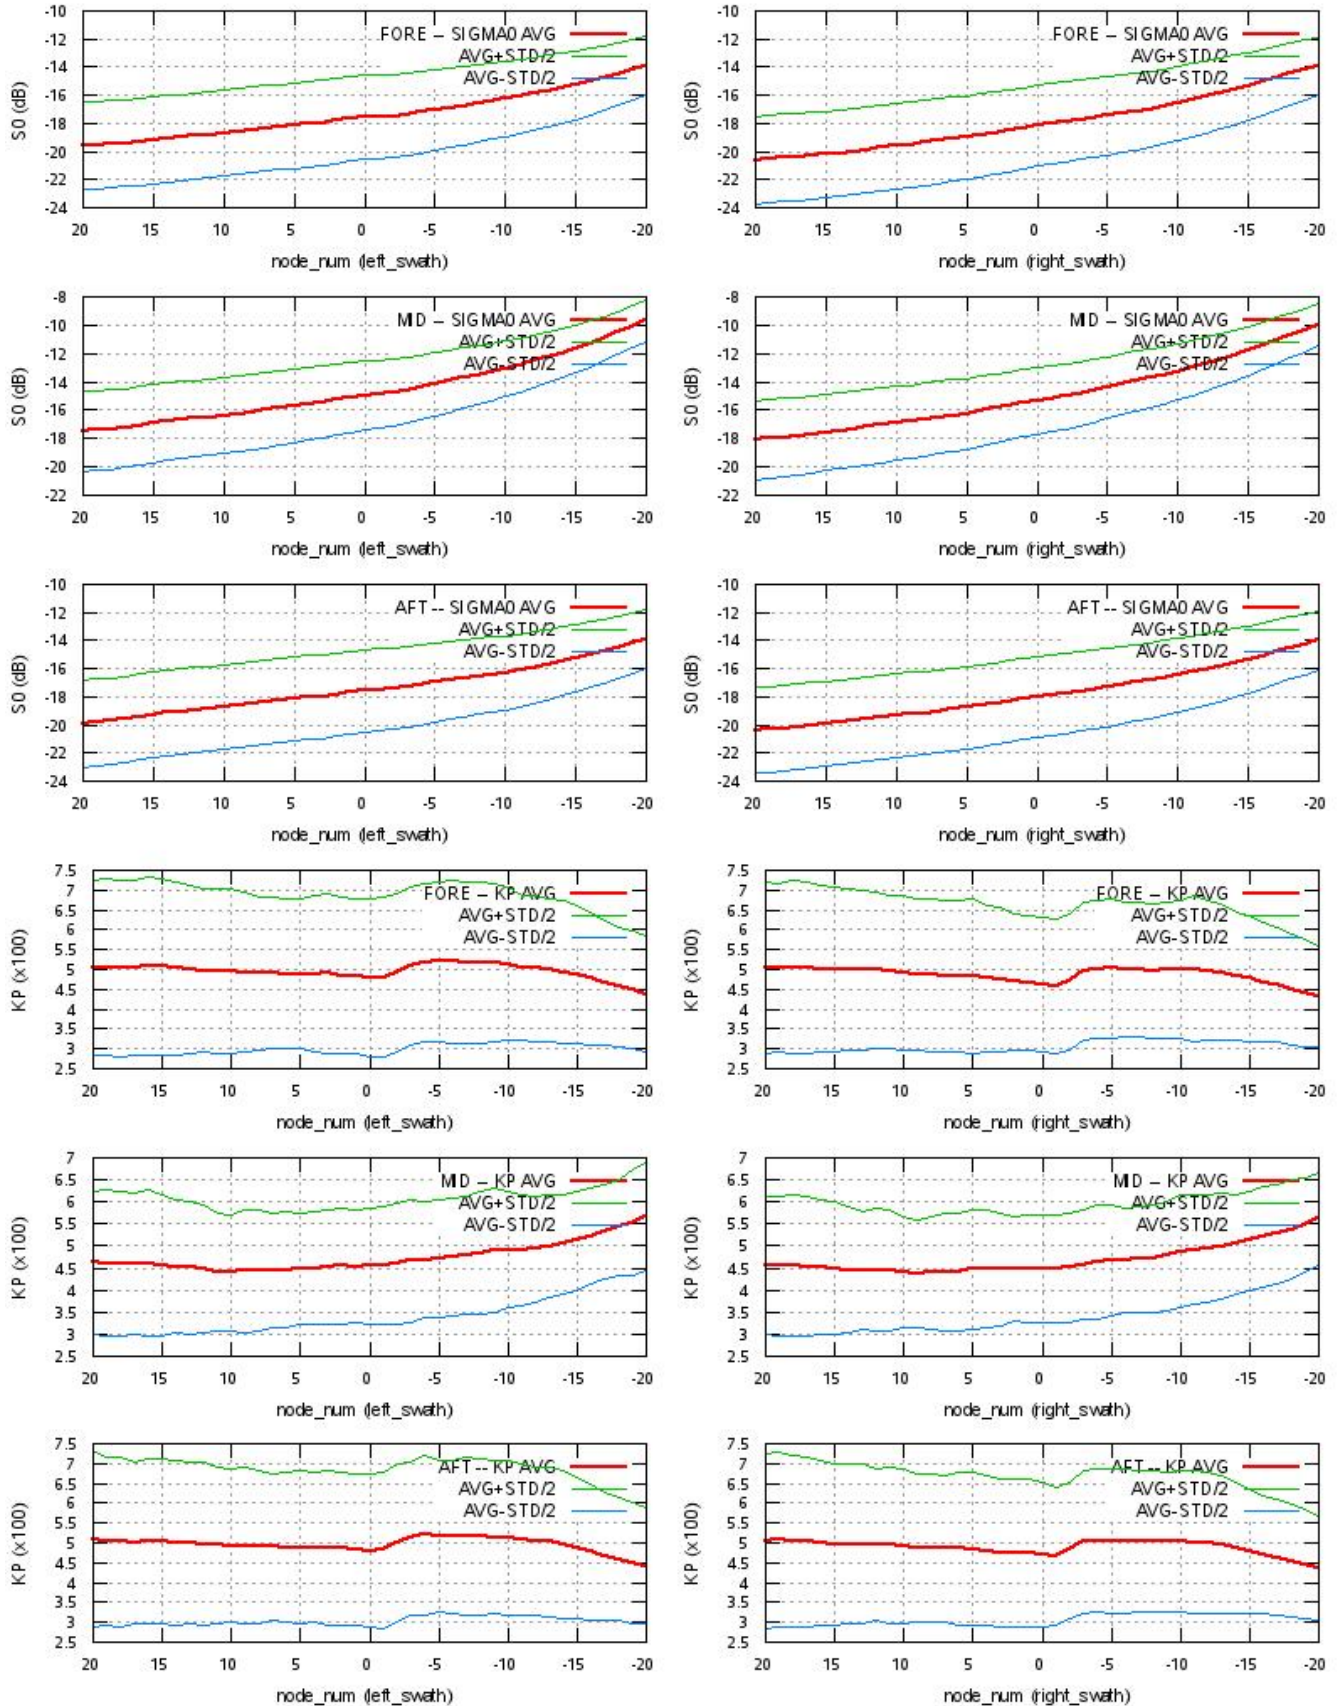 -10
-12
-14
-16
-18
-20
-22
-24
S0 (dB)
FORE -- SIGMA0 AVG
AVG+STD/2
AVG-STD/2
20 15 10 5 0 -5 -10 -15 -20
node_num (left_swath)
-10
-12
-14
-16
-18
-20
-22
-24
S0 (dB)
FORE -- SIGMA0 AVG
AVG+STD/2
AVG-STD/2
20 15 10 5 0 -5 -10 -15 -20
node_num (right_swath)
-8
-10
-12
-14
-16
-18
-20
-22
S0 (dB)
MID -- SIGMA0 AVG
AVG+STD/2
AVG-STD/2
20 15 10 5 0 -5 -10 -15 -20
node_num (left_swath)
-8
-10
-12
-14
-16
-18
-20
-22
S0 (dB)
MID -- SIGMA0 AVG
AVG+STD/2
AVG-STD/2
20 15 10 5 0 -5 -10 -15 -20
node_num (right_swath)
-10
-12
-14
-16
-18
-20
-22
-24
S0 (dB)
AFT -- SIGMA0 AVG
AVG+STD/2
AVG-STD/2
20 15 10 5 0 -5 -10 -15 -20
node_num (left_swath)
-10
-12
-14
-16
-18
-20
-22
-24
S0 (dB)
AFT -- SIGMA0 AVG
AVG+STD/2
AVG-STD/2
20 15 10 5 0 -5 -10 -15 -20
node_num (right_swath)
7.5
7
6.5
6
5.5
5
4.5
4
3.5
3
2.5
KP (x100)
FORE -- KP AVG
AVG+STD/2
AVG-STD/2
20 15 10 5 0 -5 -10 -15 -20
node_num (left_swath)
7.5
7
6.5
6
5.5
5
4.5
4
3.5
3
2.5
KP (x100)
FORE -- KP AVG
AVG+STD/2
AVG-STD/2
20 15 10 5 0 -5 -10 -15 -20
node_num (right_swath)
7
6.5
6
5.5
5
4.5
4
3.5
3
2.5
KP (x100)
MID -- KP AVG
AVG+STD/2
AVG-STD/2
20 15 10 5 0 -5 -10 -15 -20
node_num (left_swath)
7
6.5
6
5.5
5
4.5
4
3.5
3
2.5
KP (x100)
MID -- KP AVG
AVG+STD/2
AVG-STD/2
20 15 10 5 0 -5 -10 -15 -20
node_num (right_swath)
7.5
7
6.5
6
5.5
5
4.5
4
3.5
3
2.5
KP (x100)
AFT -- KP AVG
AVG+STD/2
AVG-STD/2
20 15 10 5 0 -5 -10 -15 -20
node_num (left_swath)
7.5
7
6.5
6
5.5
5
4.5
4
3.5
3
2.5
KP (x100)
AFT -- KP AVG
AVG+STD/2
AVG-STD/2
20 15 10 5 0 -5 -10 -15 -20
node_num (right_swath)